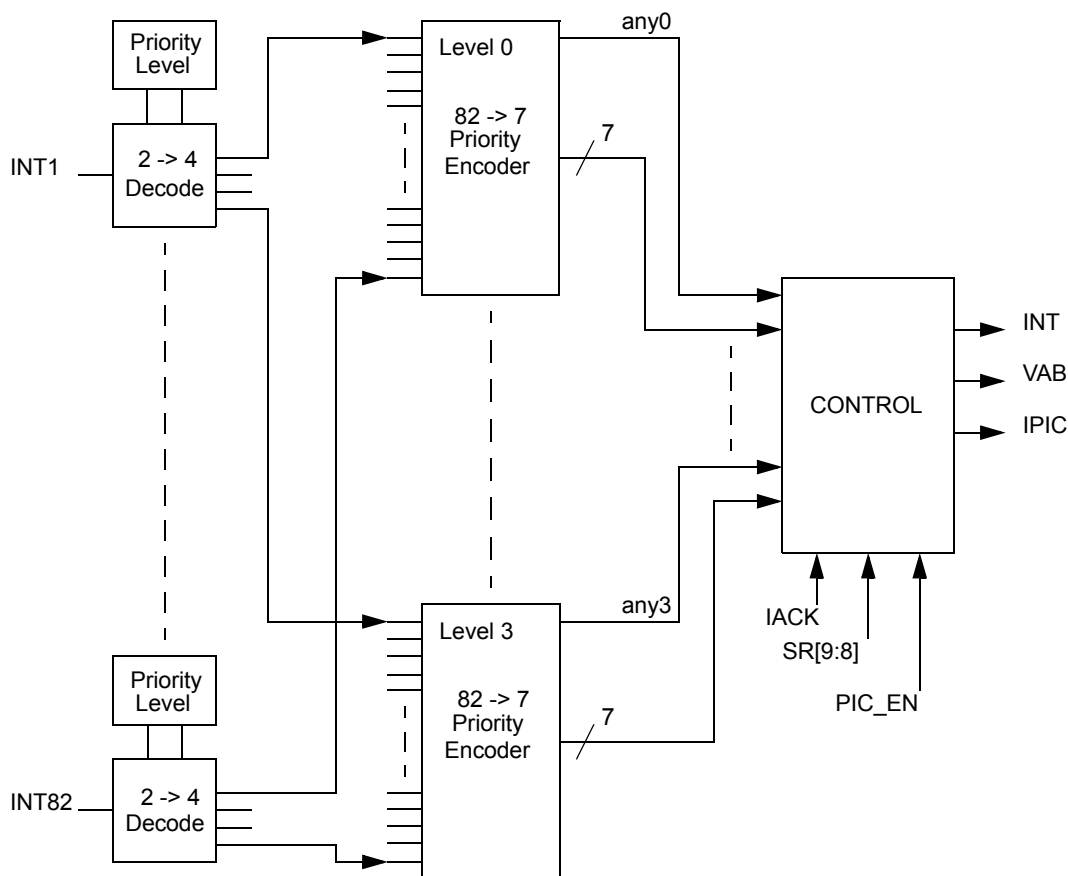 Priority
Level
INT1
2 -> 4
Decode
Level 0
82 -> 7
Priority
Encoder
any0
7
CONTROL
INT
VAB
IPIC
IACK
SR[9:8]
PIC_EN
Priority
Level
INT82
2 -> 4
Decode
Level 3
82 -> 7
Priority
Encoder
any3
7